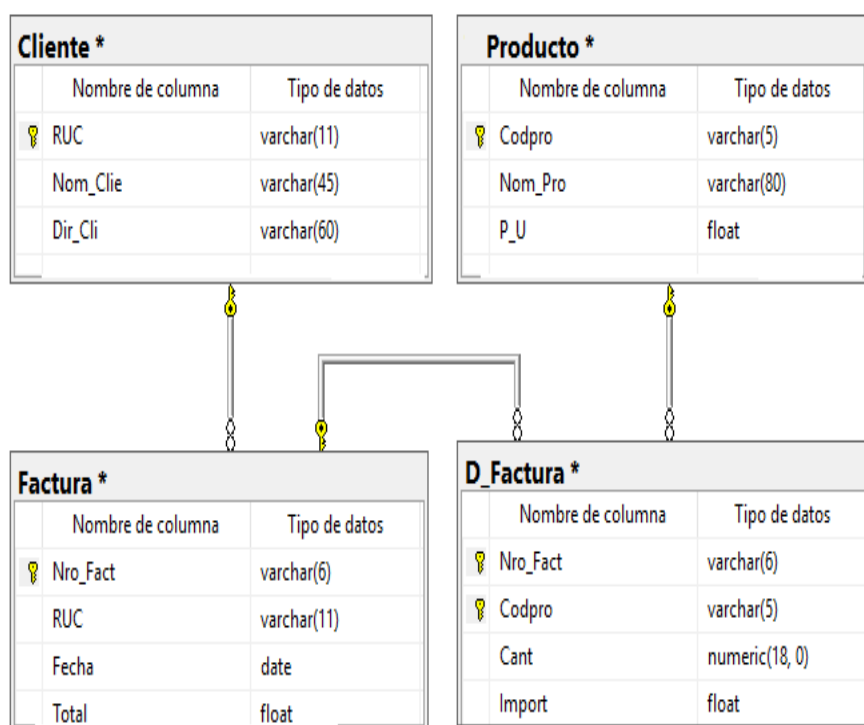 Cliente *
Nombre de columna Tipo de datos
RUC varchar(11)
Nom_Clie varchar(45)
Dir_Cli varchar(60)
Producto *
Nombre de columna Tipo de datos
Codpro varchar(5)
Nom_Pro varchar(80)
P_U float
Factura *
Nombre de columna Tipo de datos
Nro_Fact varchar(6)
RUC varchar(11)
Fecha date
Total float
D_Factura *
Nombre de columna Tipo de datos
Nro_Fact varchar(6)
Codpro varchar(5)
Cant numeric(18, 0)
Import float